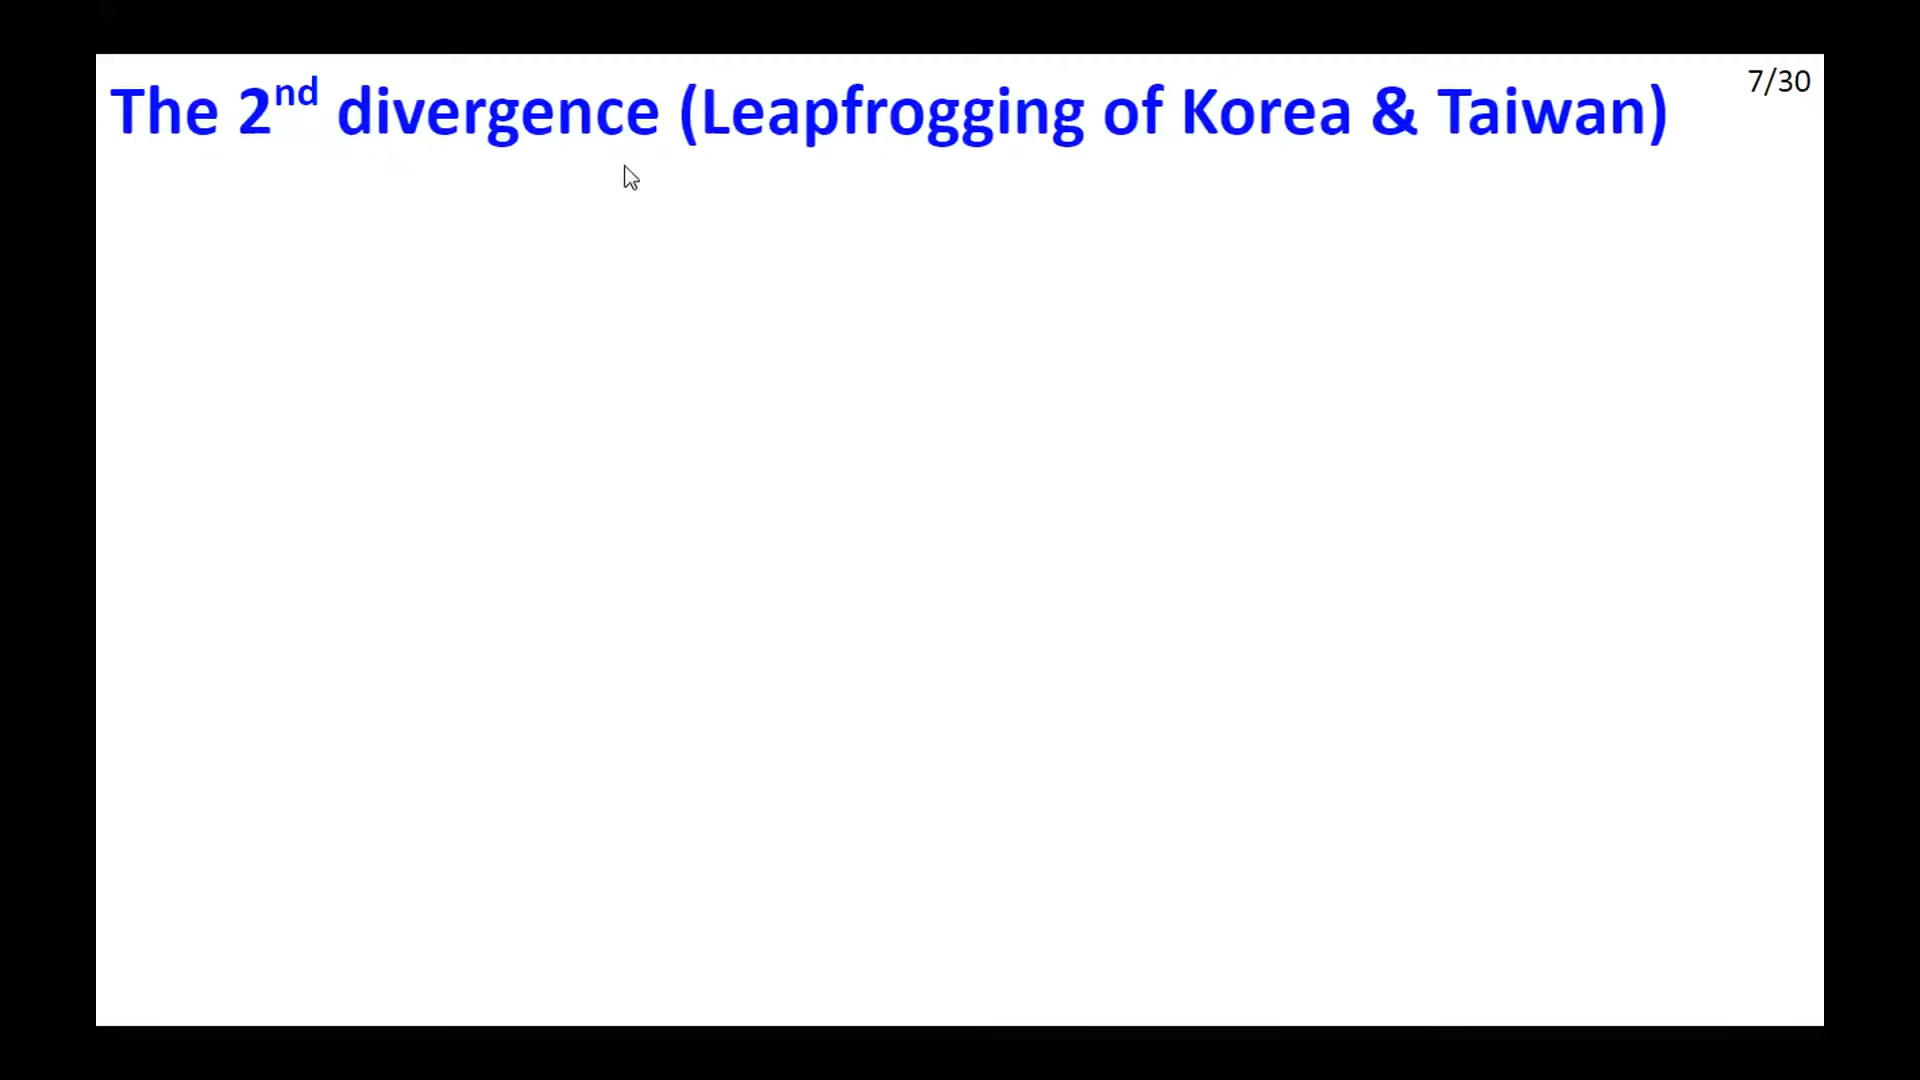 The 2nd divergence (Leapfrogging of Korea & Taiwan)
7/30